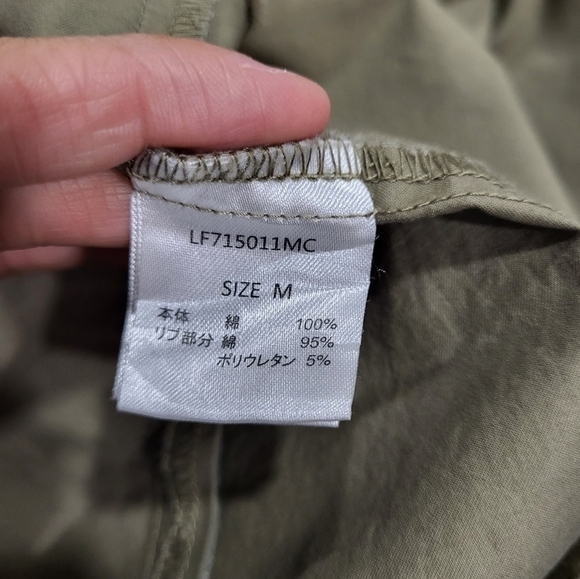 LF715011MC
SIZE M
本体 綿 100%
リブ部分 綿 95%
ポリウレタン 5%